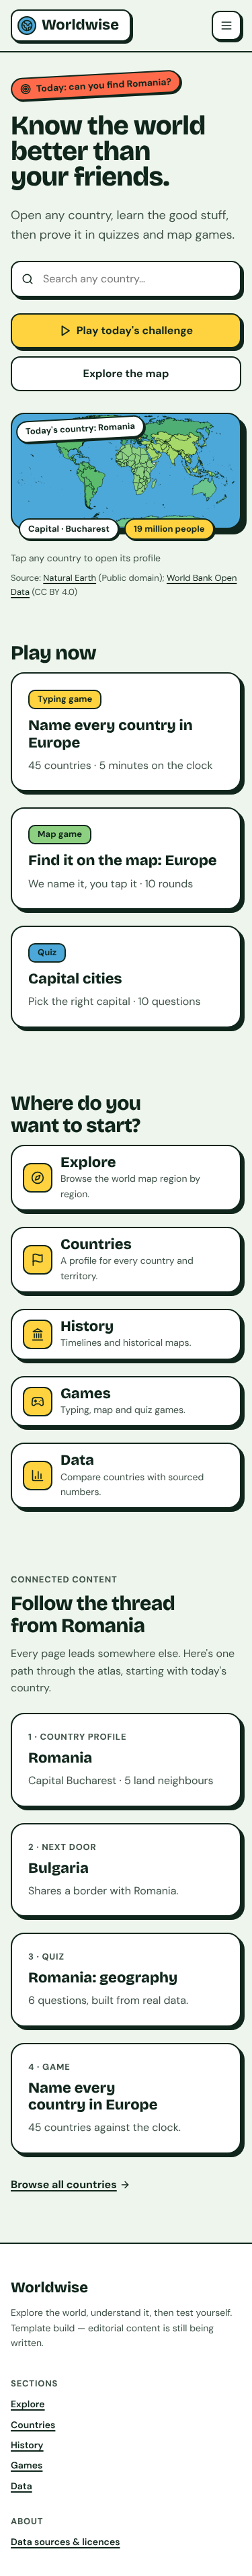 Worldwise
Today: can you find Romania?
Know the world
better than
your friends.
Open any country, learn the good stuff,
then prove it in quizzes and map games.
Search any country...
Play today's challenge
Explore the map
Today's country: Romania
Capital · Bucharest
19 million people
Tap any country to open its profile
Source: Natural Earth (Public domain); World Bank Open
Data (CC BY 4.0)
Play now
Typing game
Name every country in
Europe
45 countries · 5 minutes on the clock
Map game
Find it on the map: Europe
We name it, you tap it · 10 rounds
Quiz
Capital cities
Pick the right capital · 10 questions
Where do you
want to start?
Explore
Browse the world map region by
region.
Countries
A profile for every country and
territory.
History
Timelines and historical maps.
Games
Typing, map and quiz games.
Data
Compare countries with sourced
numbers.
CONNECTED CONTENT
Follow the thread
from Romania
Every page leads somewhere else. Here's one
path through the atlas, starting with today's
country.
1 · COUNTRY PROFILE
Romania
Capital Bucharest · 5 land neighbours
2 · NEXT DOOR
Bulgaria
Shares a border with Romania.
3 · QUIZ
Romania: geography
6 questions, built from real data.
4 · GAME
Name every
country in Europe
45 countries against the clock.
Browse all countries →
Worldwise
Explore the world, understand it, then test yourself.
Template build — editorial content is still being
written.
SECTIONS
Explore
Countries
History
Games
Data
ABOUT
Data sources & licences